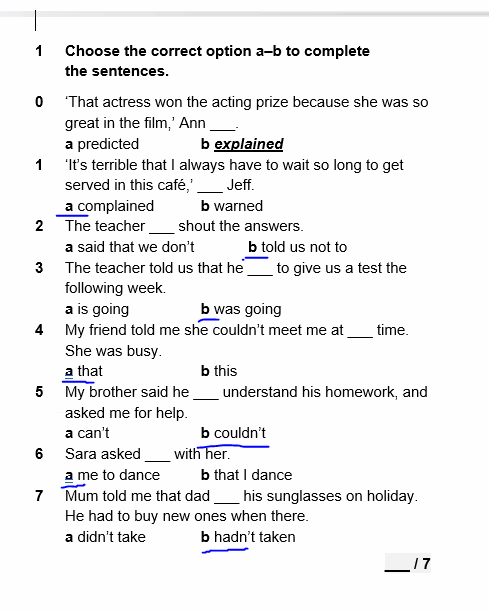 1 Choose the correct option a–b to complete
the sentences.
0 ‘That actress won the acting prize because she was so
great in the film,’ Ann ___.
a predicted b explained
1 ‘It’s terrible that I always have to wait so long to get
served in this café,’ ___ Jeff.
a complained b warned
2 The teacher ___ shout the answers.
a said that we don’t b told us not to
3 The teacher told us that he ___ to give us a test the
following week.
a is going b was going
4 My friend told me she couldn’t meet me at ___ time.
She was busy.
a that b this
5 My brother said he ___ understand his homework, and
asked me for help.
a can’t b couldn’t
6 Sara asked ___ with her.
a me to dance b that I dance
7 Mum told me that dad ___ his sunglasses on holiday.
He had to buy new ones when there.
a didn’t take b hadn’t taken
___ / 7